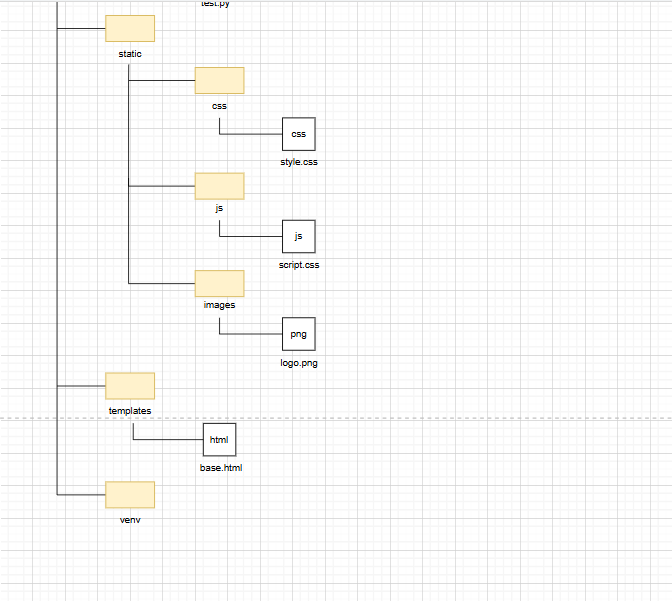 test.py
static
css
css
style.css
js
js
script.css
images
png
logo.png
templates
html
base.html
venv